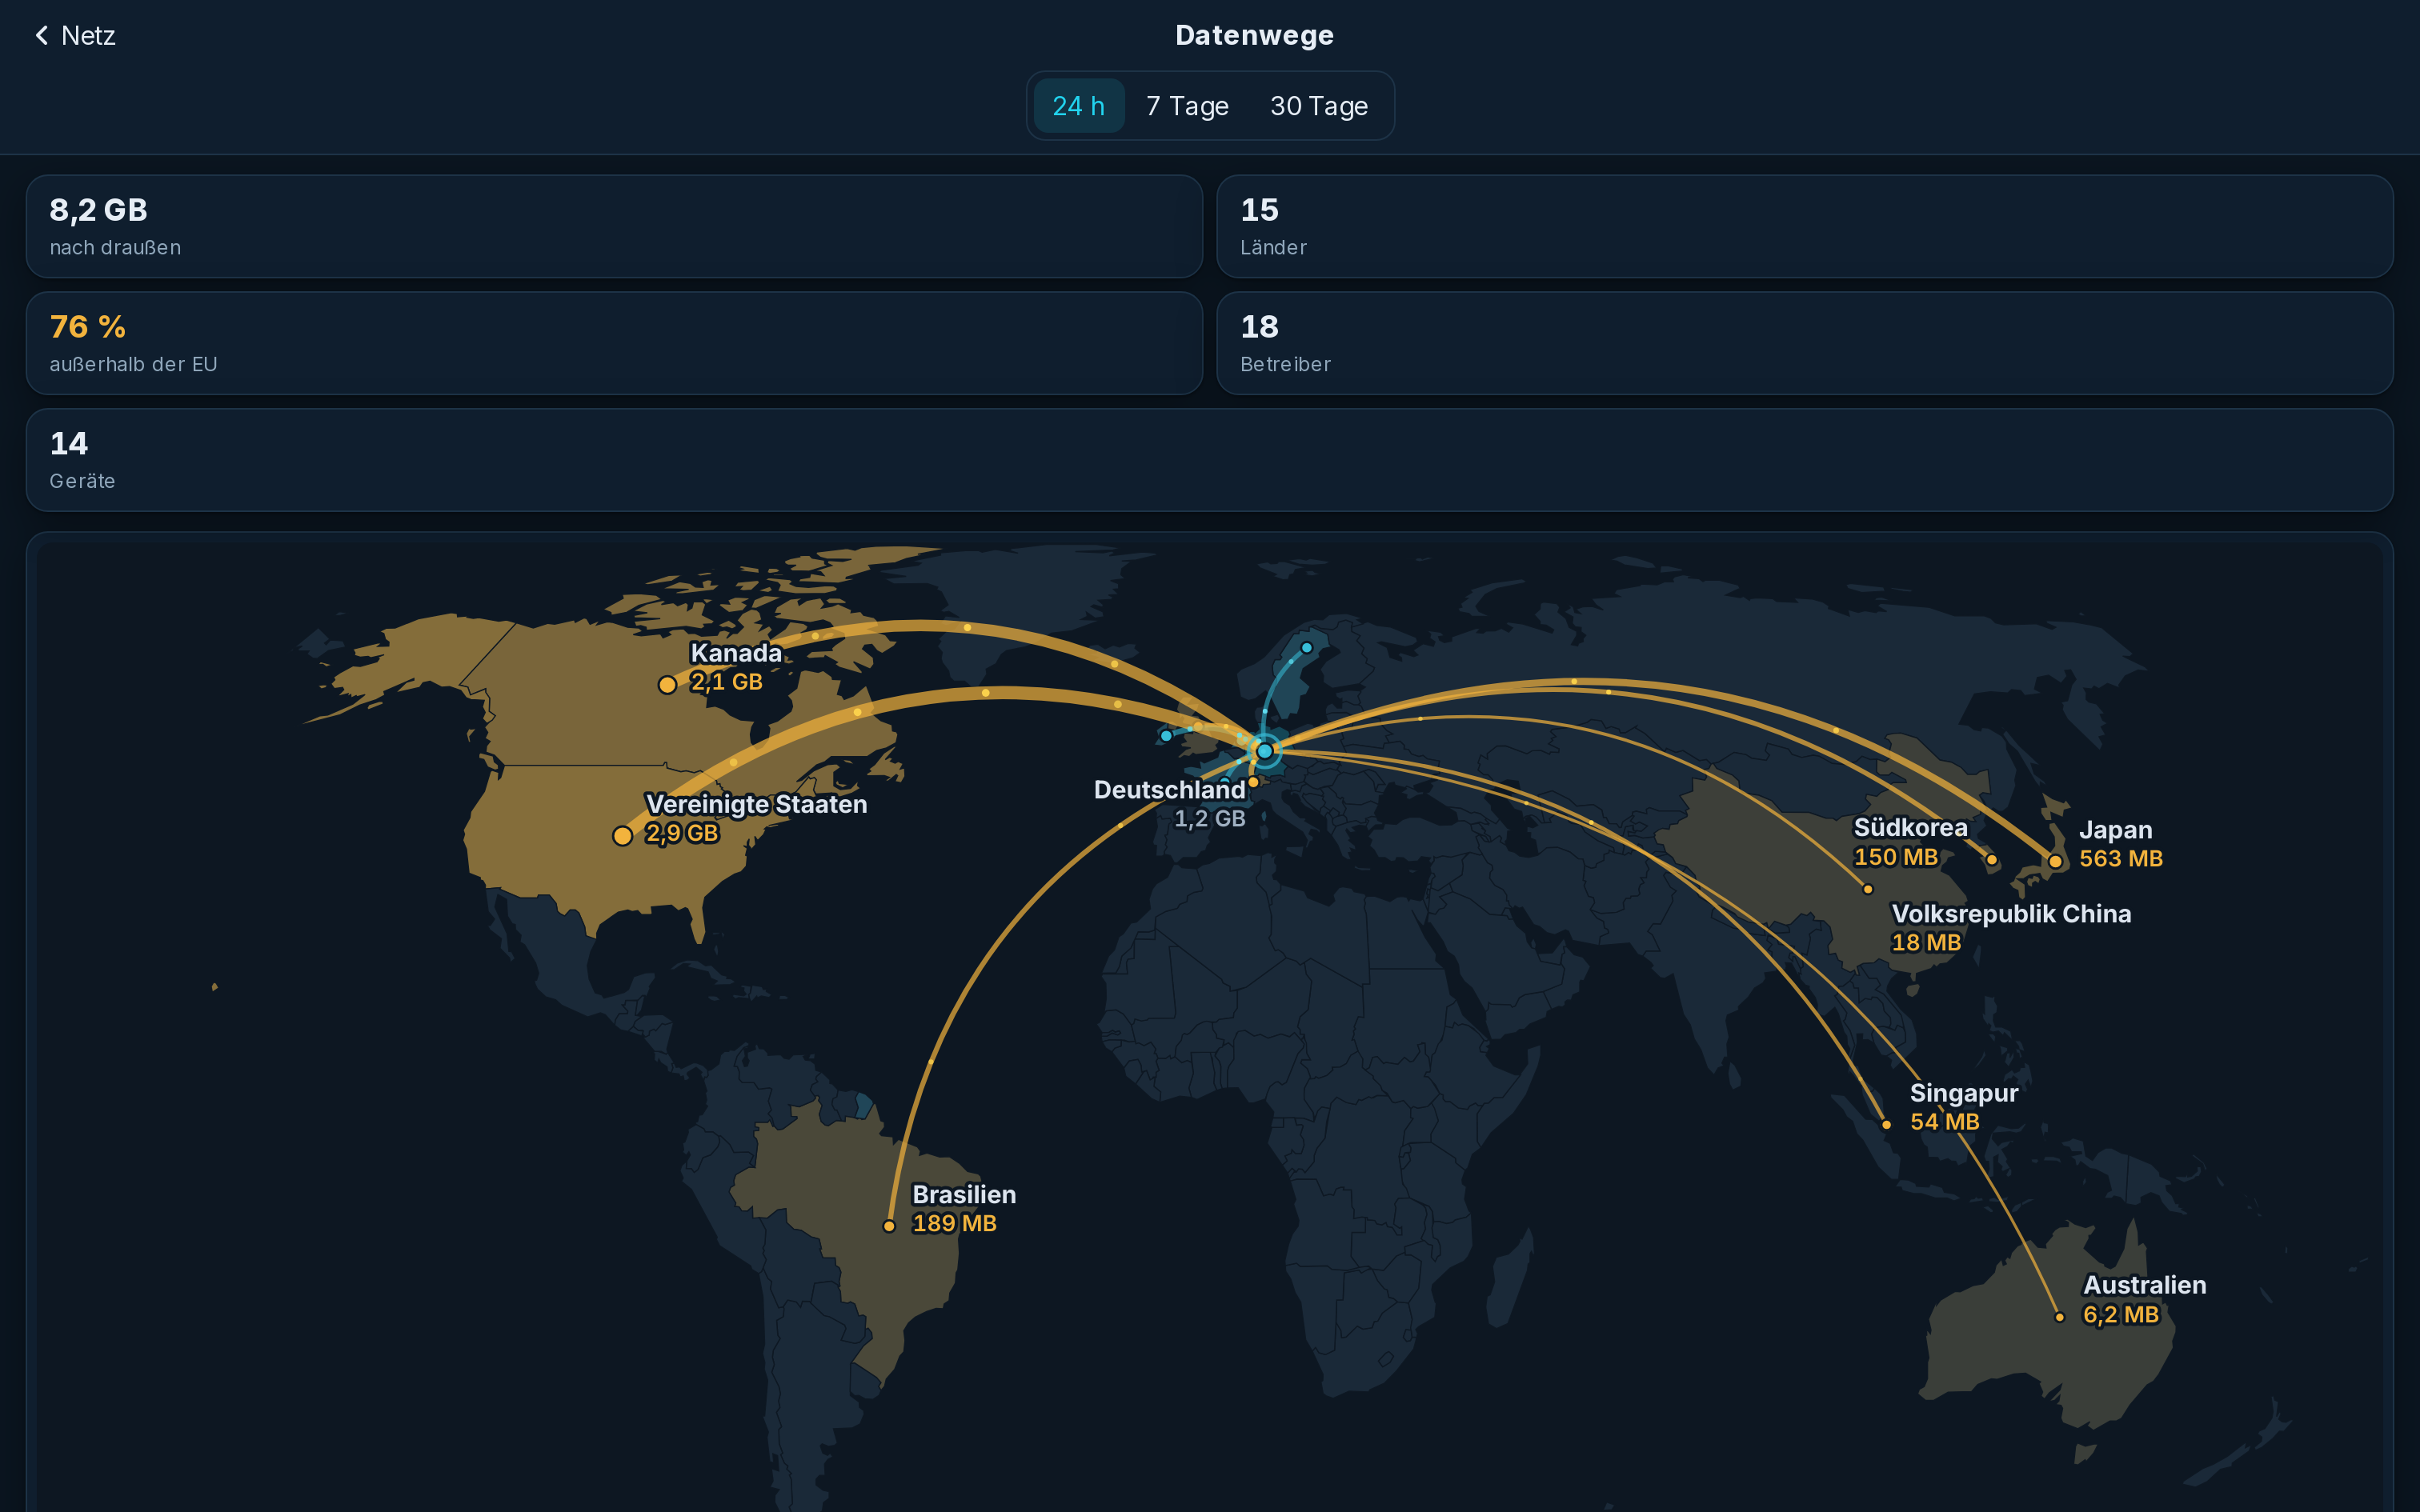 Netz
Datenwege
24 h
7 Tage
30 Tage
8,2 GB
nach draußen
15
Länder
76 %
außerhalb der EU
18
Betreiber
14
Geräte
Kanada
2,1 GB
Vereinigte Staaten
2,9 GB
Deutschland
1,2 GB
Südkorea
150 MB
Japan
563 MB
Volksrepublik China
18 MB
Singapur
54 MB
Brasilien
189 MB
Australien
6,2 MB